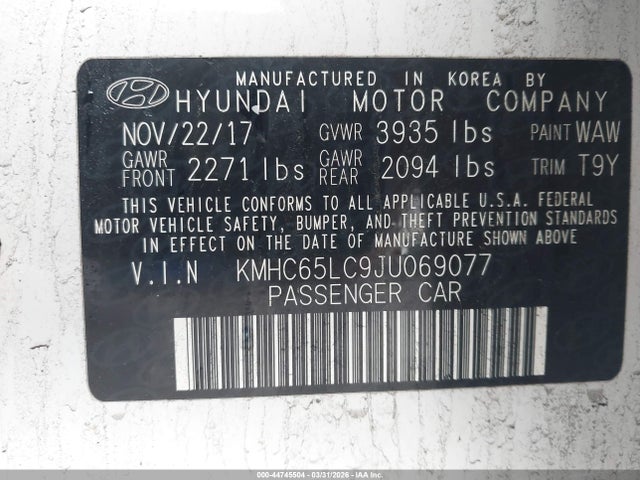 MANUFACTURED IN KOREA BY
HYUNDAI MOTOR COMPANY
NOV/22/17 GVWR 3935 lbs PAINT WAW
GAWR FRONT 2271 lbs GAWR REAR 2094 lbs TRIM T9Y
THIS VEHICLE CONFORMS TO ALL APPLICABLE U.S.A. FEDERAL
MOTOR VEHICLE SAFETY, BUMPER, AND THEFT PREVENTION STANDARDS
IN EFFECT ON THE DATE OF MANUFACTURE SHOWN ABOVE
V.I.N KMHC65LC9JU069077
PASSENGER CAR
000-44745504 - 03/31/2026 - IAA Inc.